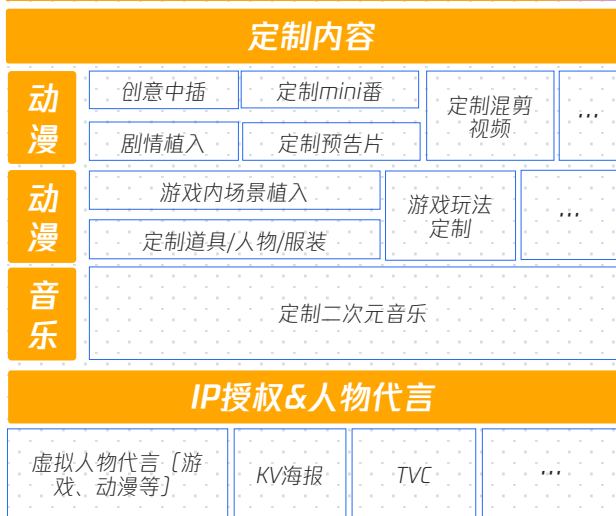 定制内容
动漫
创意中插
定制mini番
定制混剪
视频
...
剧情植入
定制预告片
动漫
游戏内场景植入
游戏玩法
定制
...
定制道具/人物/服装
音乐
定制二次元音乐
IP授权&人物代言
虚拟人物代言〔游
戏、动漫等〕
KV海报
TVC
...